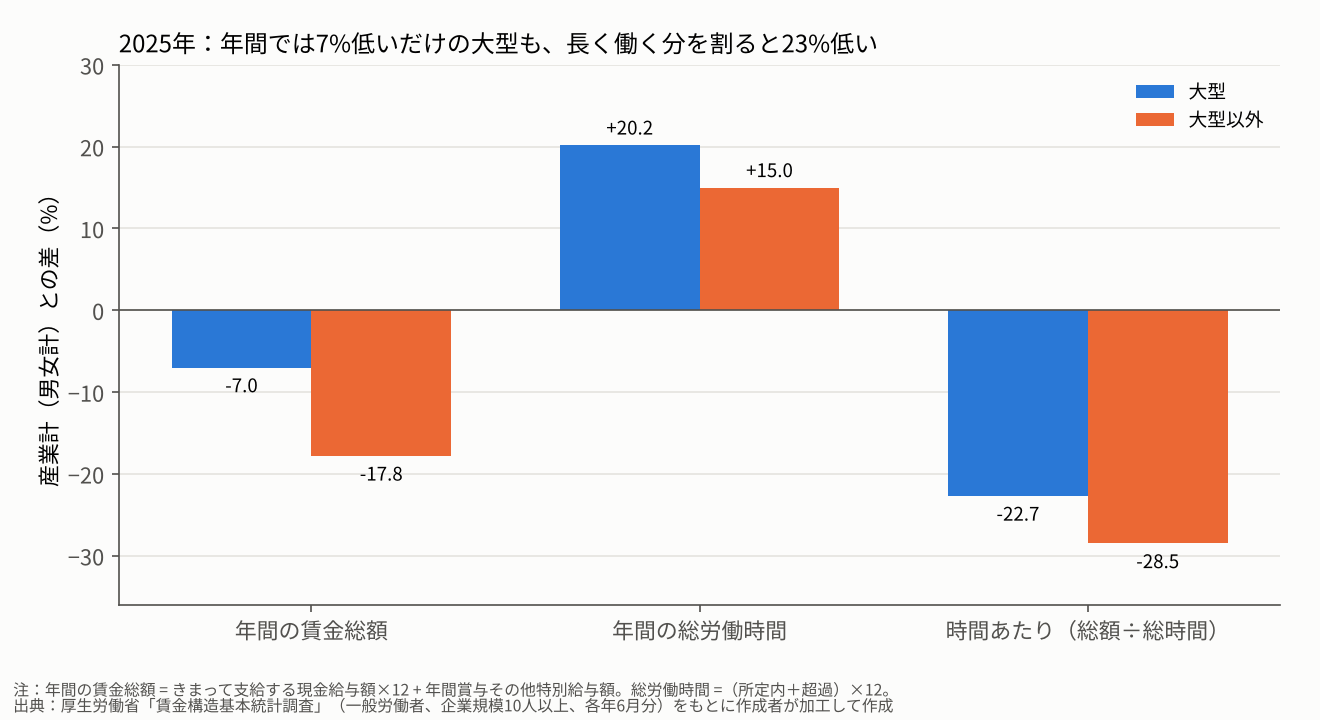 2025年：年間では7%低いだけの大型も、長く働く分を割ると23%低い
産業計（男女計）との差（%）
30
20
10
0
−10
−20
−30
大型
大型以外
-7.0
-17.8
+20.2
+15.0
-22.7
-28.5
年間の賃金総額
年間の総労働時間
時間あたり（総額÷総時間）
注：年間の賃金総額 = きまって支給する現金給与額×12 + 年間賞与その他特別給与額。総労働時間 =（所定内＋超過）×12。
出典：厚生労働省「賃金構造基本統計調査」（一般労働者、企業規模10人以上、各年6月分）をもとに作成者が加工して作成